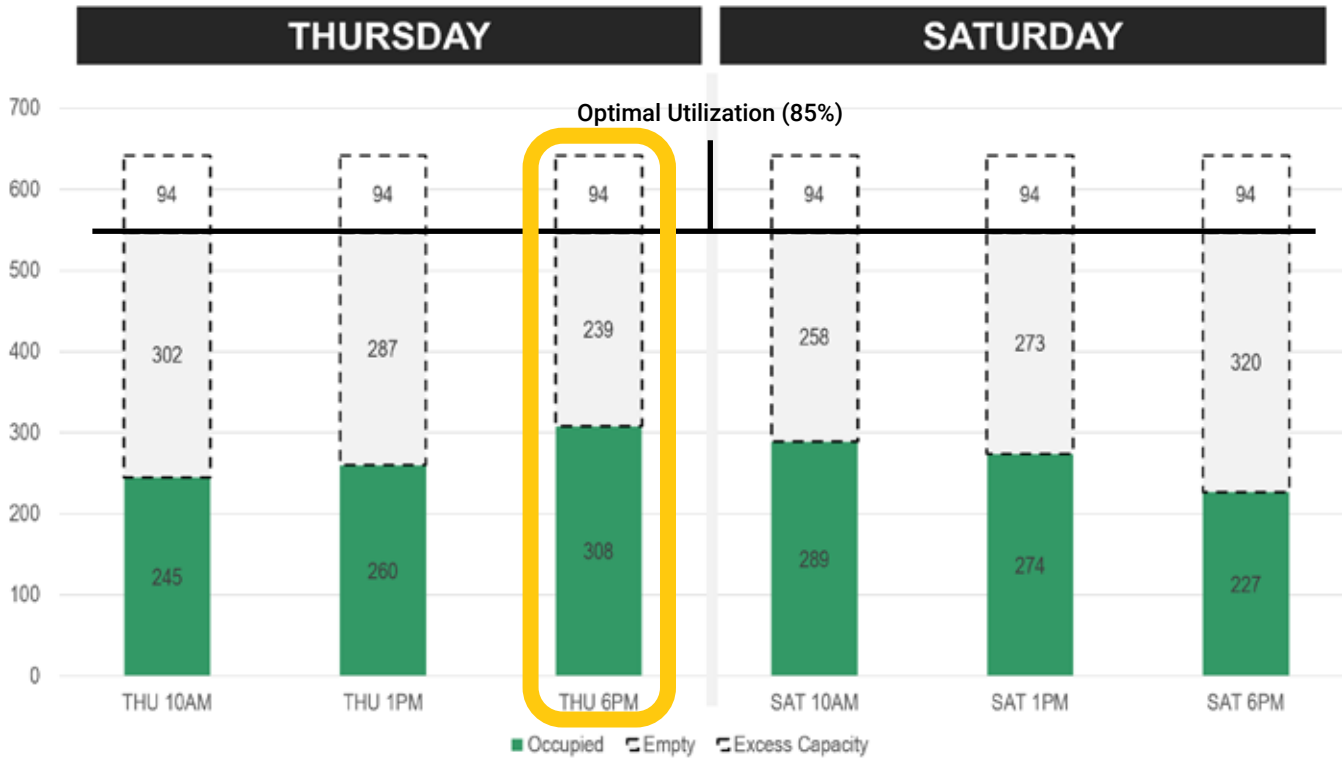 THURSDAY SATURDAY
Optimal Utilization (85%)
700
600
500
400
300
200
100
0
94 94 94 94 94 94
302 287 239 258 273 320
245 260 308 289 274 227
THU 10AM THU 1PM THU 6PM SAT 10AM SAT 1PM SAT 6PM
Occupied Empty Excess Capacity